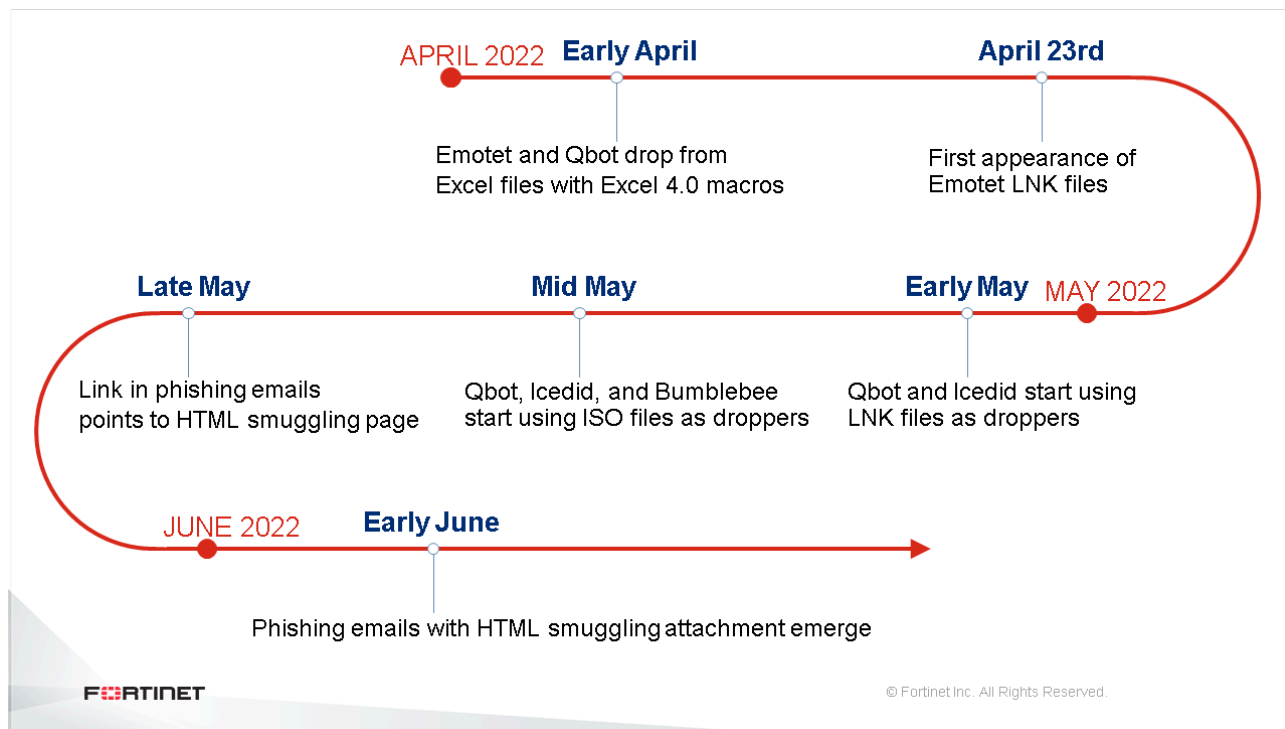 APRIL 2022
Early April
April 23rd
Emotet and Qbot drop from
Excel files with Excel 4.0 macros
First appearance of
Emotet LNK files
MAY 2022
Early May
Qbot and Icedid start using
LNK files as droppers
Mid May
Qbot, Icedid, and Bumblebee
start using ISO files as droppers
Late May
Link in phishing emails
points to HTML smuggling page
JUNE 2022
Early June
Phishing emails with HTML smuggling attachment emerge
FORTINET
© Fortinet Inc. All Rights Reserved.